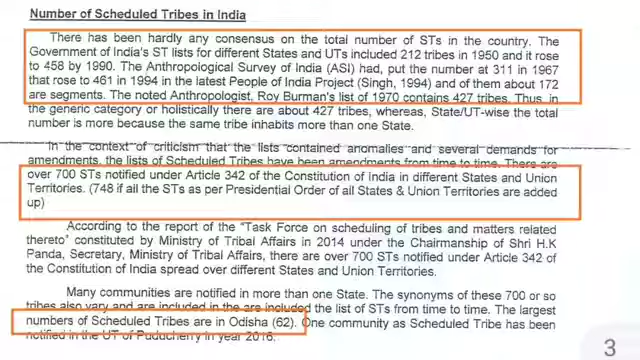 Number of Scheduled Tribes in India
There has been hardly any consensus on the total number of STs in the country. The
Government of India's ST lists for different States and UTs included 212 tribes in 1950 and it rose
to 458 by 1990. The Anthropological Survey of India (ASI) had, put the number at 311 in 1967
that rose to 461 in 1994 in the latest People of India Project (Singh, 1994) and of them about 172
are segments. The noted Anthropologist, Roy Burman's list of 1970 contains 427 tribes. Thus, in
the generic category or holistically there are about 427 tribes, whereas, State/UT-wise the total
number is more because the same tribe inhabits more than one State.
In the context of criticism that the lists contained anomalies and several demands for
amendments, the lists of Scheduled Tribes have been amendments from time to time. There are
over 700 STs notified under Article 342 of the Constitution of India in different States and Union
Territories. (748 if all the STs as per Presidential Order of all States & Union Territories are added
up)
According to the report of the "Task Force on scheduling of tribes and matters related
thereto" constituted by Ministry of Tribal Affairs in 2014 under the Chairmanship of Shri H.K
Panda, Secretary, Ministry of Tribal Affairs, there are over 700 STs notified under Article 342 of
the Constitution of India spread over different States and Union Territories.
Many communities are notified in more than one State. The synonyms of these 700 or so
tribes also vary and are included in the are included the list of STs from time to time. The largest
numbers of Scheduled Tribes are in Odisha (62). One community as Scheduled Tribe has been
notified in the UT of Puducherry in year 2016.
3